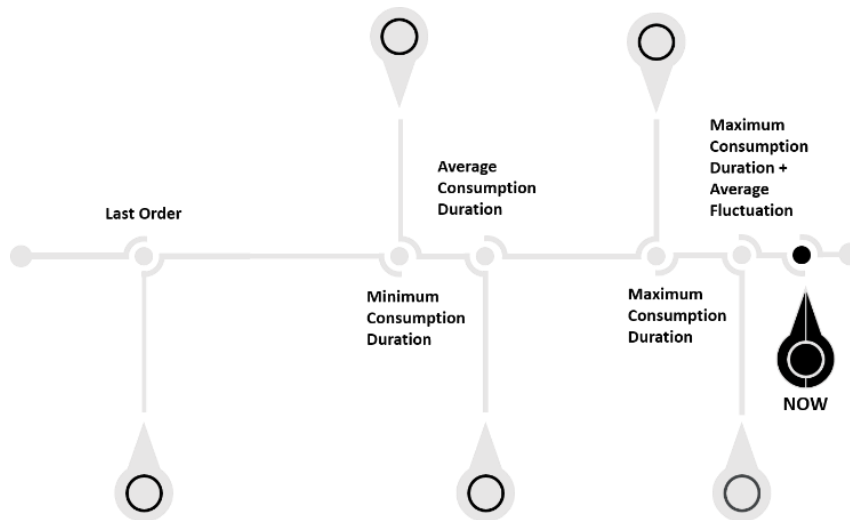 Last Order
Minimum
Consumption
Duration
Average
Consumption
Duration
Maximum
Consumption
Duration
Maximum
Consumption
Duration +
Average
Fluctuation
NOW